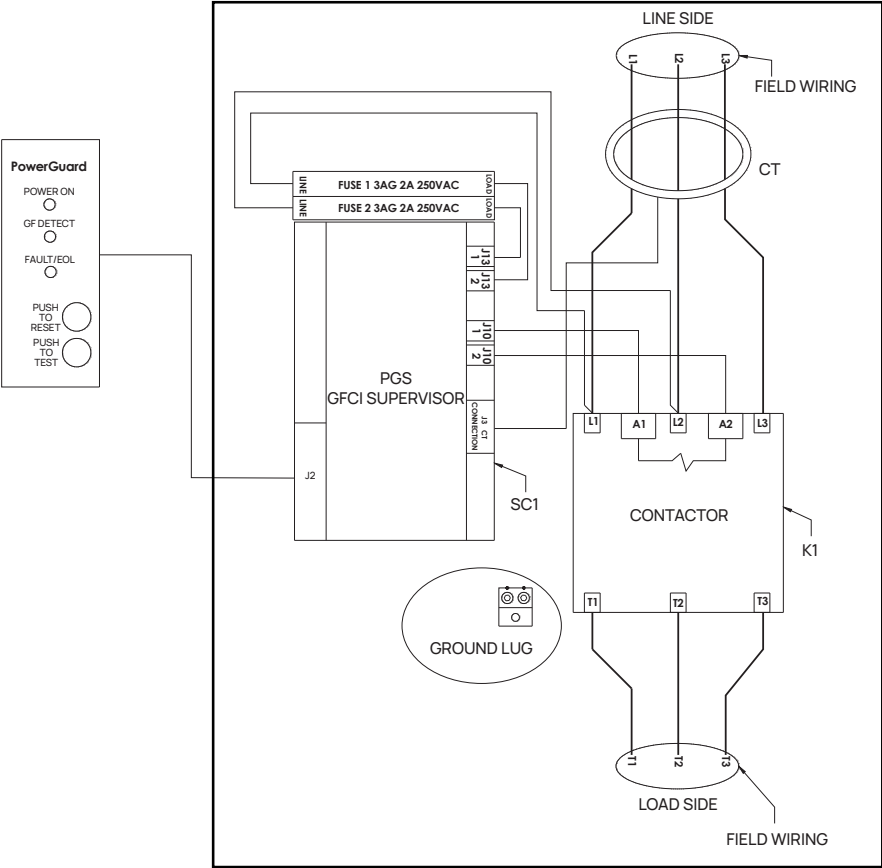 LINE SIDE
L1
L2
L3
FIELD WIRING
CT
PowerGuard
POWER ON
GF DETECT
FAULT/EOL
PUSH
TO
RESET
PUSH
TO
TEST
LINE
FUSE 1 3AG 2A 250VAC
LOAD
LINE
FUSE 2 3AG 2A 250VAC
LOAD
J13
1
J13
2
J10
1
J10
2
PGS
GFCI SUPERVISOR
J3 CT
CONNECTION
J2
SC1
L1
A1
L2
A2
L3
CONTACTOR
K1
T1
T2
T3
GROUND LUG
T1
T2
T3
LOAD SIDE
FIELD WIRING